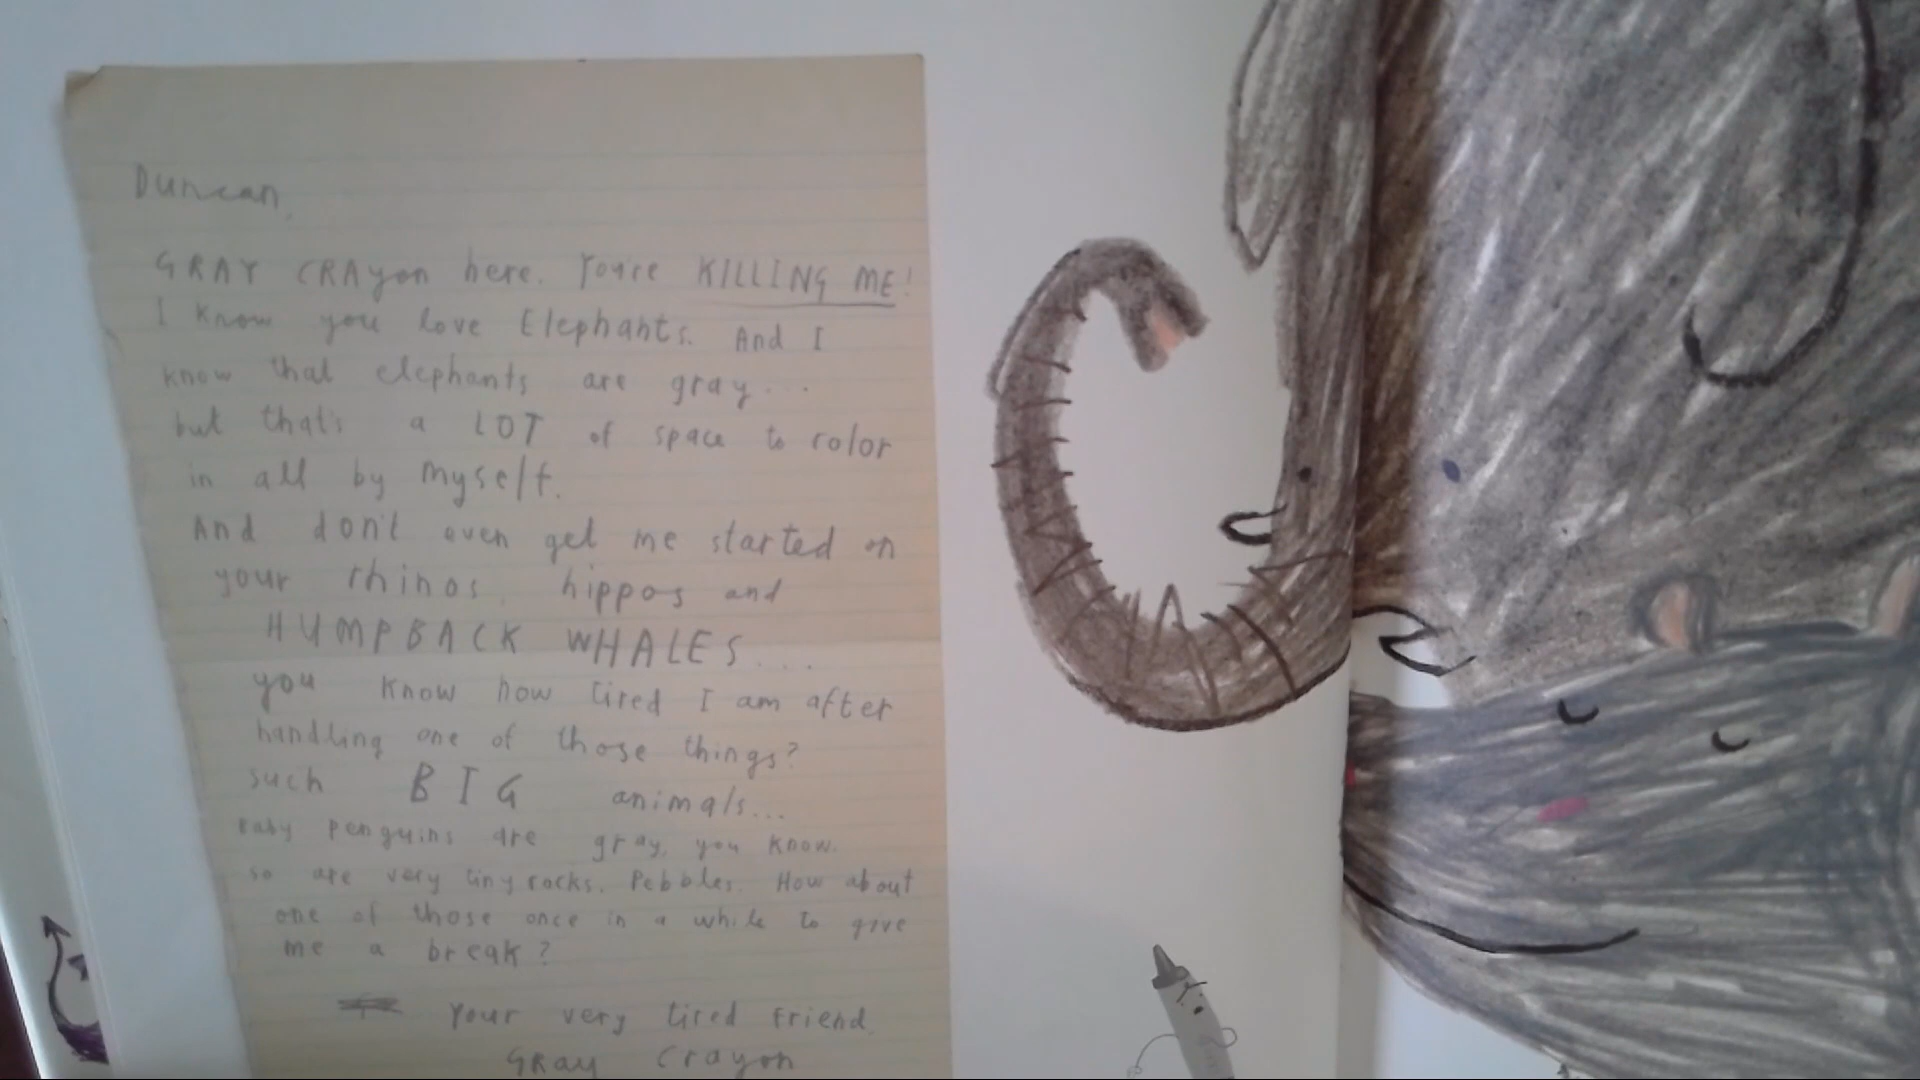 Duncan,
GRAY CRAyon here. You're KILLING ME!
I know you love Elephants. And I
know that elephants are gray...
but that's a LOT of space to color
in all by myself.
And don't even get me started on
your rhinos, hippos and
HUMPBACK WHALES...
you know how tired I am after
handling one of those things?
such BIG animals...
Baby penguins are gray, you know.
so are very tiny rocks. Pebbles. How about
one of those once in a while to give
me a break?
Your very tired friend,
Gray Crayon